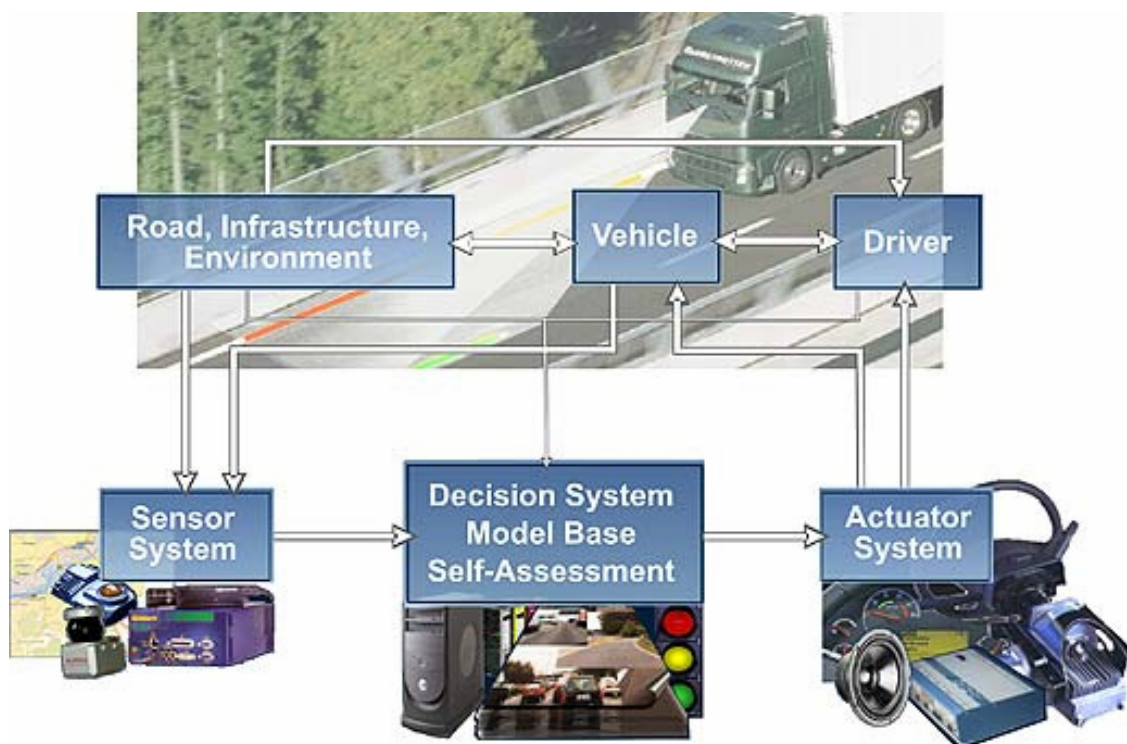 Road, Infrastructure,
Environment
Vehicle
Driver
Sensor
System
Decision System
Model Base
Self-Assessment
Actuator
System